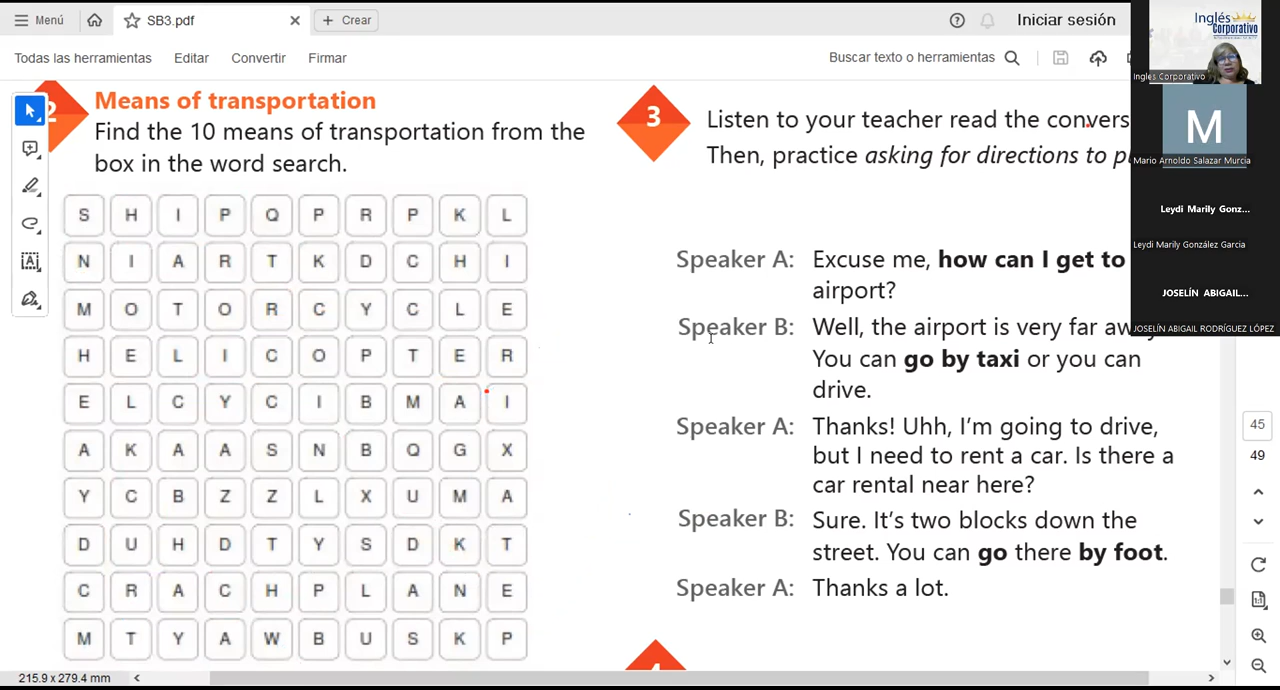 Menú
SB3.pdf
Crear
Iniciar sesión
Todas las herramientas
Editar
Convertir
Firmar
Buscar texto o herramientas
2
Means of transportation
Find the 10 means of transportation from the
box in the word search.
S H I P Q P R P K L
N I A R T K D C H I
M O T O R C Y C L E
H E L I C O P T E R
E L C Y C I B M A I
A K A A S N B Q G X
Y C B Z Z L X U M A
D U H D T Y S D K T
C R A C H P L A N E
M T Y A W B U S K P
3
Listen to your teacher read the convers
Then, practice asking for directions to p
Speaker A: Excuse me, how can I get to
airport?
Speaker B: Well, the airport is very far aw
You can go by taxi or you can
drive.
Speaker A: Thanks! Uhh, I'm going to drive,
but I need to rent a car. Is there a
car rental near here?
Speaker B: Sure. It's two blocks down the
street. You can go there by foot.
Speaker A: Thanks a lot.
Inglés
Corporativo
Ingles Corporativo
M
Mario Arnoldo Salazar Murcia
Leydi Marily Gonz...
Leydi Marily González Garcia
JOSELÍN ABIGAIL...
JOSELÍN ABIGAIL RODRÍGUEZ LÓPEZ
45
49
215.9 x 279.4 mm